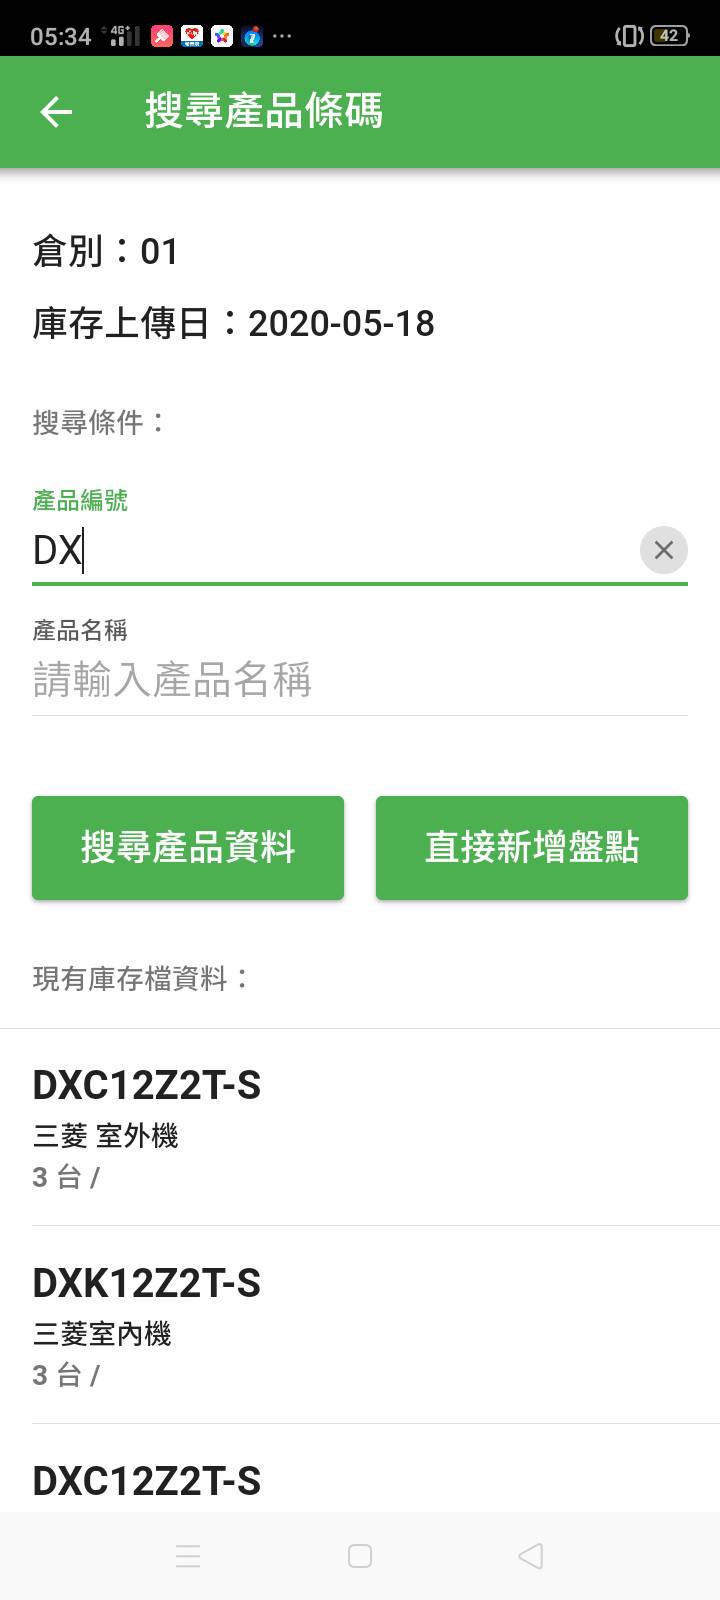 05:34 4G+ 42
搜尋產品條碼
倉別：01
庫存上傳日：2020-05-18
搜尋條件：
產品編號
DX
產品名稱
請輸入產品名稱
搜尋產品資料 直接新增盤點
現有庫存檔資料：
DXC12Z2T-S
三菱 室外機
3 台 /
DXK12Z2T-S
三菱室內機
3 台 /
DXC12Z2T-S